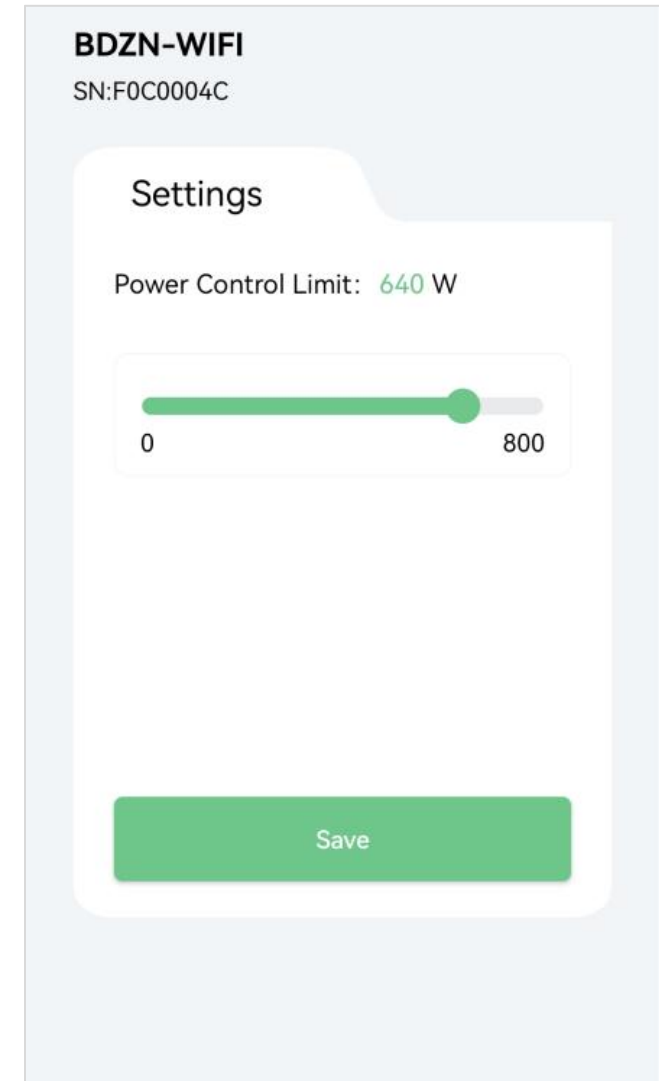 BDZN-WIFI
SN:F0C0004C
Settings
Power Control Limit: 640 W
0 800
Save